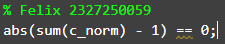 % Felix 2327250059
abs(sum(c_norm) - 1) == 0;